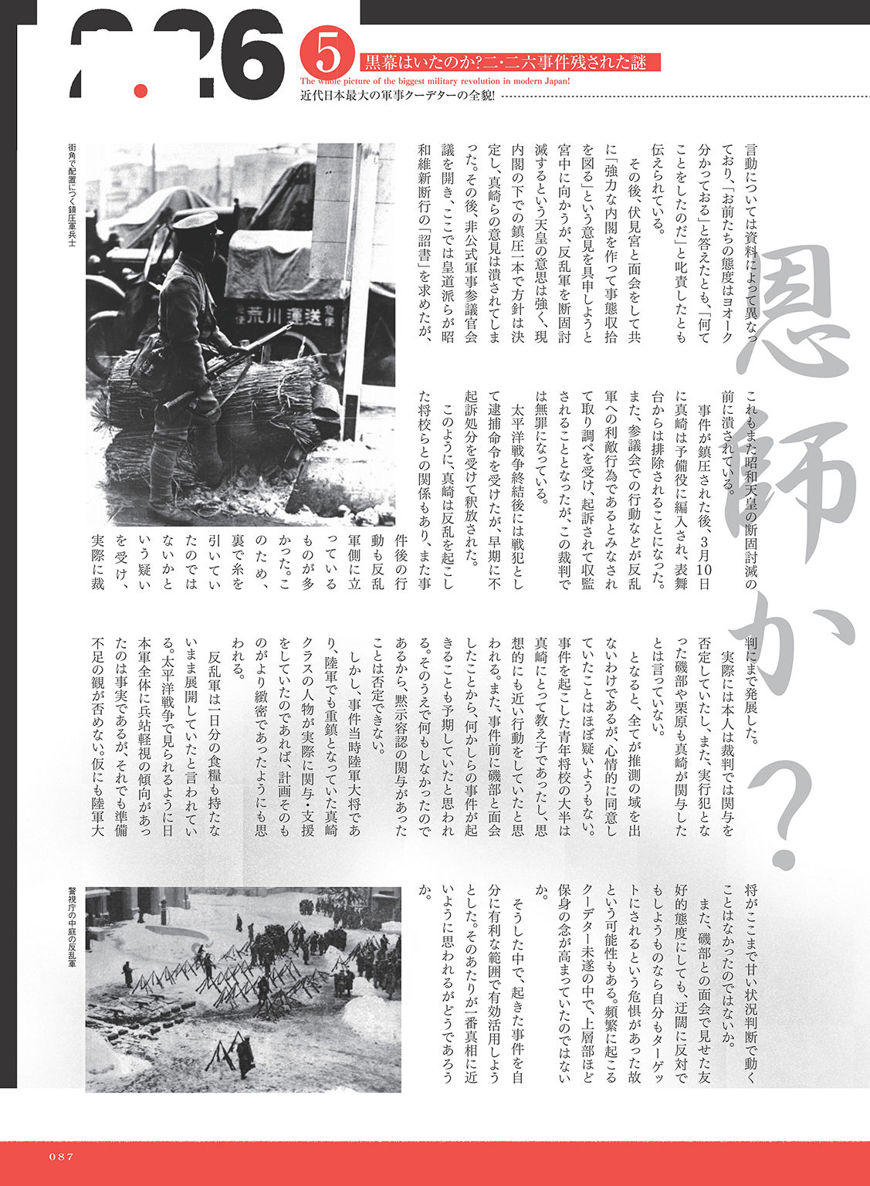 2.26
5
黒幕はいたのか?二・二六事件残された謎
The whole picture of the biggest military revolution in modern Japan!
近代日本最大の軍事クーデターの全貌!
恩師か?
言動については資料によって異なっ
ており、「お前たちの態度はヨオーク
分かっておる」と答えたとも、「何て
ことをしたのだ」と叱責したとも
伝えられている。
その後、伏見宮と面会をして共
に「強力な内閣を作って事態収拾
を図る」という意見を具申しようと
宮中に向かうが、反乱軍を断固討
滅するという天皇の意思は強く、現
内閣の下での鎮圧一本で方針は決
定し、真崎らの意見は潰されてしま
った。その後、非公式軍事参議官会
議を開き、ここでは皇道派らが昭
和維新断行の「詔書」を求めたが、
街角で配置につく鎮圧軍兵士
荒川運送
これもまた昭和天皇の断固討滅の
前に潰されている。
事件が鎮圧された後、3月10日
に真崎は予備役に編入され、表舞
台からは排除されることになった。
また、参議会での行動などが反乱
軍への利敵行為であるとみなされ
て取り調べを受け、起訴されて収監
されることとなったが、この裁判で
は無罪になっている。
太平洋戦争終結後には戦犯とし
て逮捕命令を受けたが、早期に不
起訴処分を受けて釈放された。
このように、真崎は反乱を起こし
た将校らとの関係もあり、また事
件後の行
動も反乱
軍側に立
っている
ものが多
かった。こ
のため、
裏で糸を
引いてい
たのでは
ないかと
いう疑い
を受け、
実際に裁
判にまで発展した。
実際には本人は裁判では関与を
否定していたし、また、実行犯とな
った磯部や栗原も真崎が関与した
とは言っていない。
となると、全てが推測の域を出
ないわけであるが、心情的に同意し
ていたことはほぼ疑いようもない。
事件を起こした青年将校の大半は
真崎にとって教え子であったし、思
想的にも近い行動をしていたと思
われる。また、事件前に磯部と面会
したことから、何かしらの事件が起
きることも予期していたと思われ
る。そのうえで何もしなかったので
あるから、黙示容認の関与があった
ことは否定できない。
しかし、事件当時陸軍大将であ
り、陸軍でも重鎮となっていた真崎
クラスの人物が実際に関与・支援
をしていたのであれば、計画そのも
のがより緻密であったようにも思
われる。
反乱軍は一日分の食糧も持たな
いまま展開していたと言われてい
る。太平洋戦争で見られるように日
本軍全体に兵站軽視の傾向があっ
たのは事実であるが、それでも準備
不足の観が否めない。仮にも陸軍大
将がここまで甘い状況判断で動く
ことはなかったのではないか。
また、磯部との面会で見せた友
好的態度にしても、迂闊に反対で
もしようものなら自分もターゲッ
トにされるという危惧があった故
という可能性もある。頻繁に起こる
クーデター未遂の中で、上層部ほど
保身の念が高まっていたのではない
か。
そうした中で、起きた事件を自
分に有利な範囲で有効活用しよう
とした。そのあたりが一番真相に近
いように思われるがどうであろう
か。
警視庁の中庭の反乱軍
087